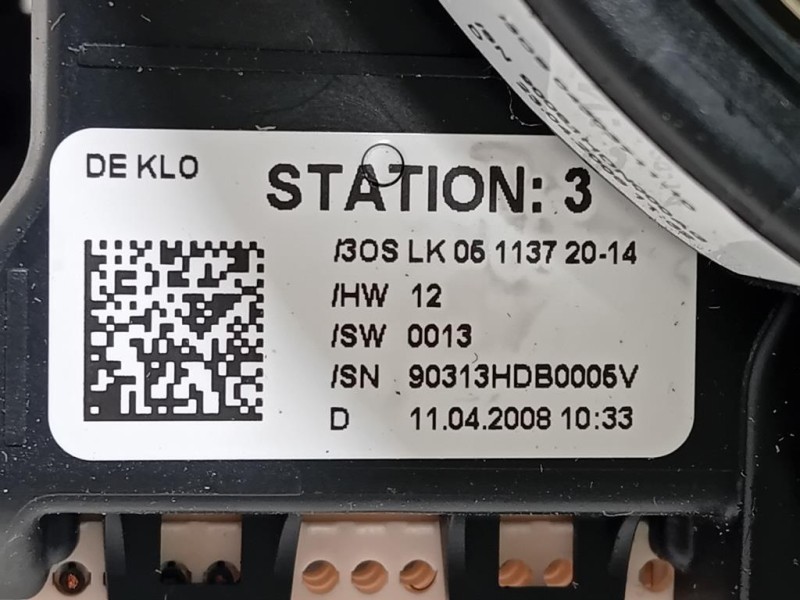 DE KLO
STATION: 3
/3OS LK 05 1137 20-14
/HW 12
/SW 0013
/SN 90313HDB0005V
D 11.04.2008 10:33